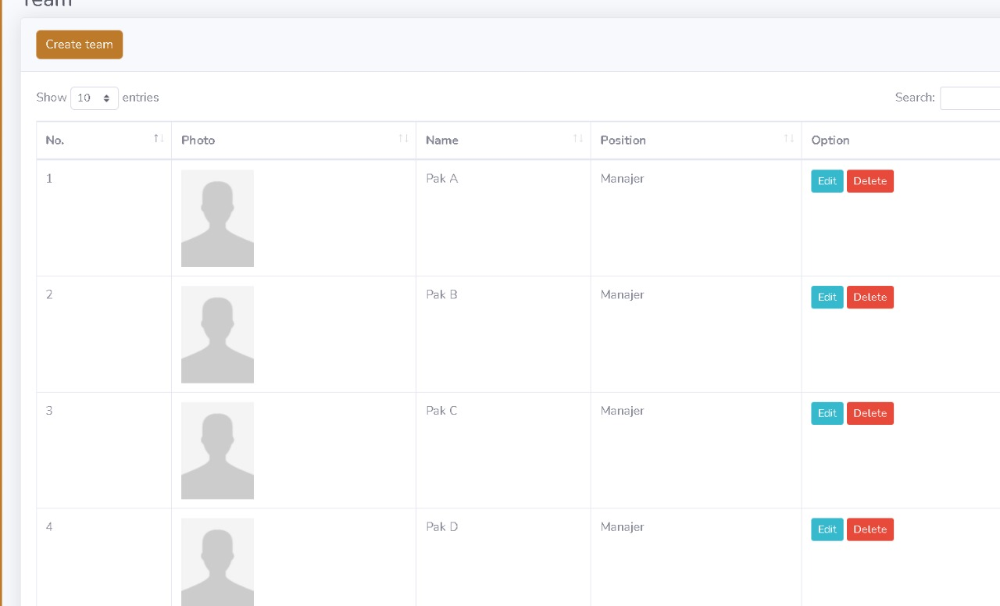 Team
Create team
Show 10 entries
Search:
No. Photo Name Position Option
1 Pak A Manajer Edit Delete
2 Pak B Manajer Edit Delete
3 Pak C Manajer Edit Delete
4 Pak D Manajer Edit Delete